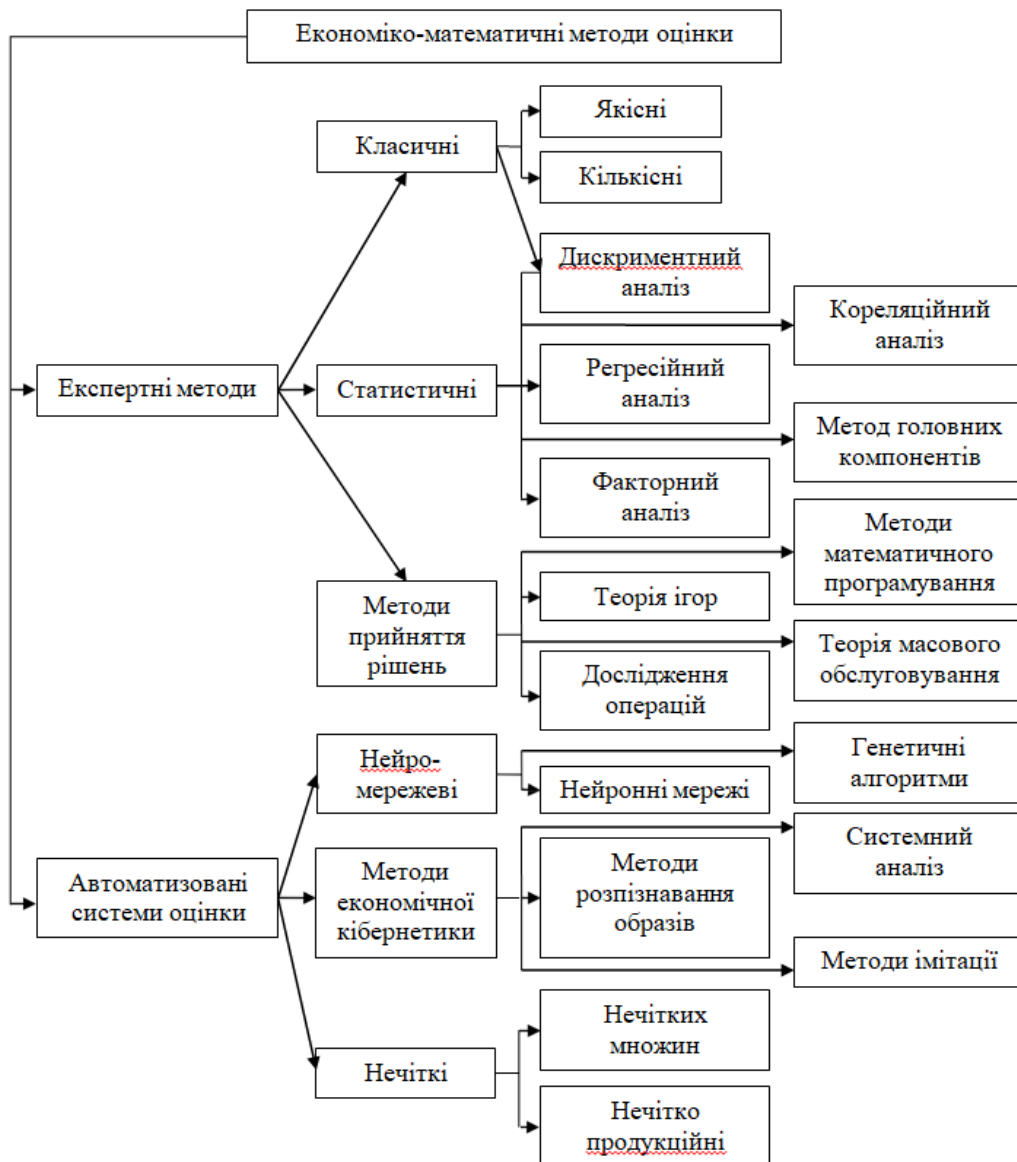 Економіко-математичні методи оцінки
Якісні
Класичні
Кількісні
Дискриментний
аналіз
Кореляційний
аналіз
Експертні методи
Статистичні
Регресійний
аналіз
Метод головних
компонентів
Факторний
аналіз
Методи
математичного
програмування
Методи
прийняття
рішень
Теорія ігор
Теорія масового
обслуговування
Дослідження
операцій
Нейро-
мережеві
Генетичні
алгоритми
Нейронні мережі
Автоматизовані
системи оцінки
Методи
економічної
кібернетики
Методи
розпізнавання
образів
Системний
аналіз
Методи імітації
Нечітких
множин
Нечіткі
Нечітко
продукційні